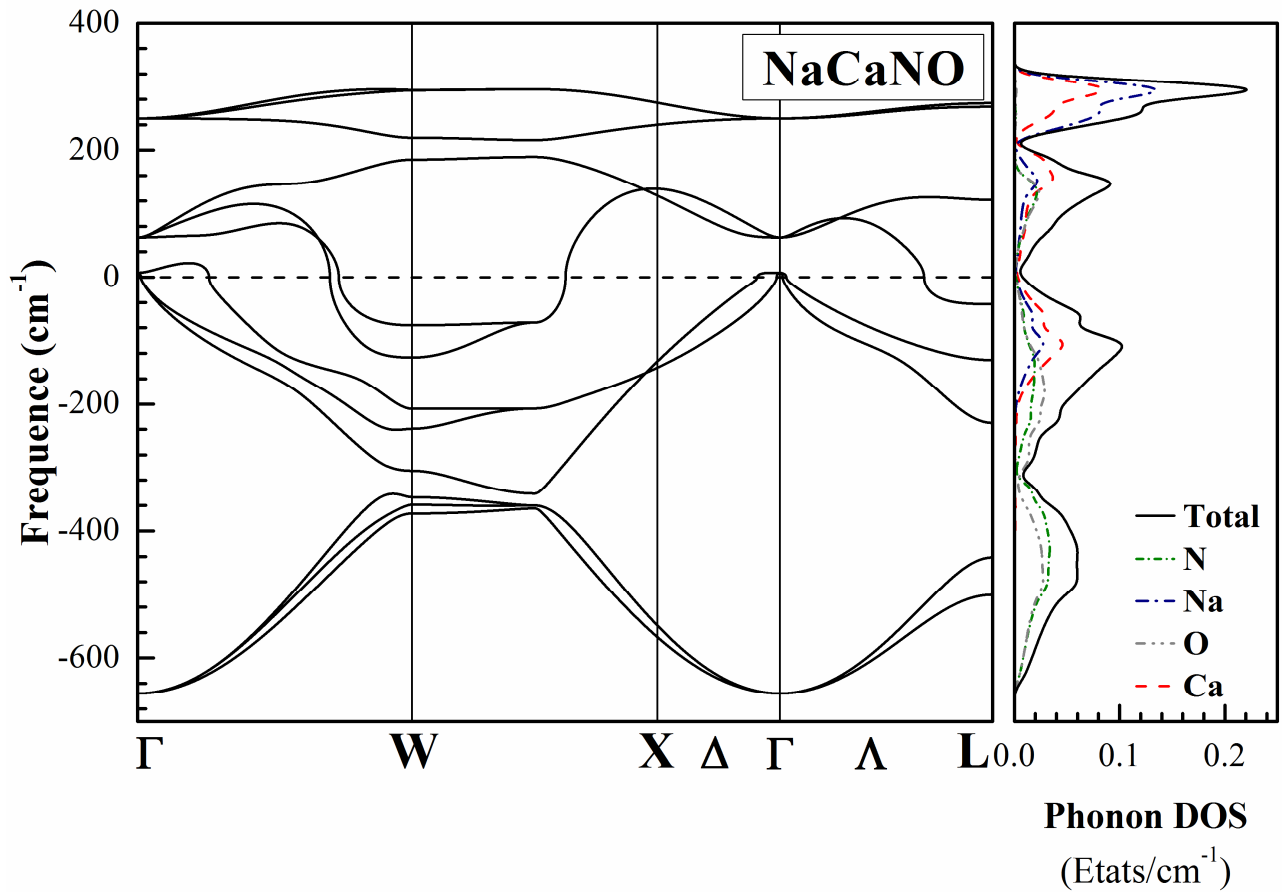 400
200
0
-200
-400
-600
Frequence (cm-1)
NaCaNO
Γ W X Δ Γ Λ L
0.0 0.1 0.2
Total
N
Na
O
Ca
Phonon DOS
(Etats/cm-1)